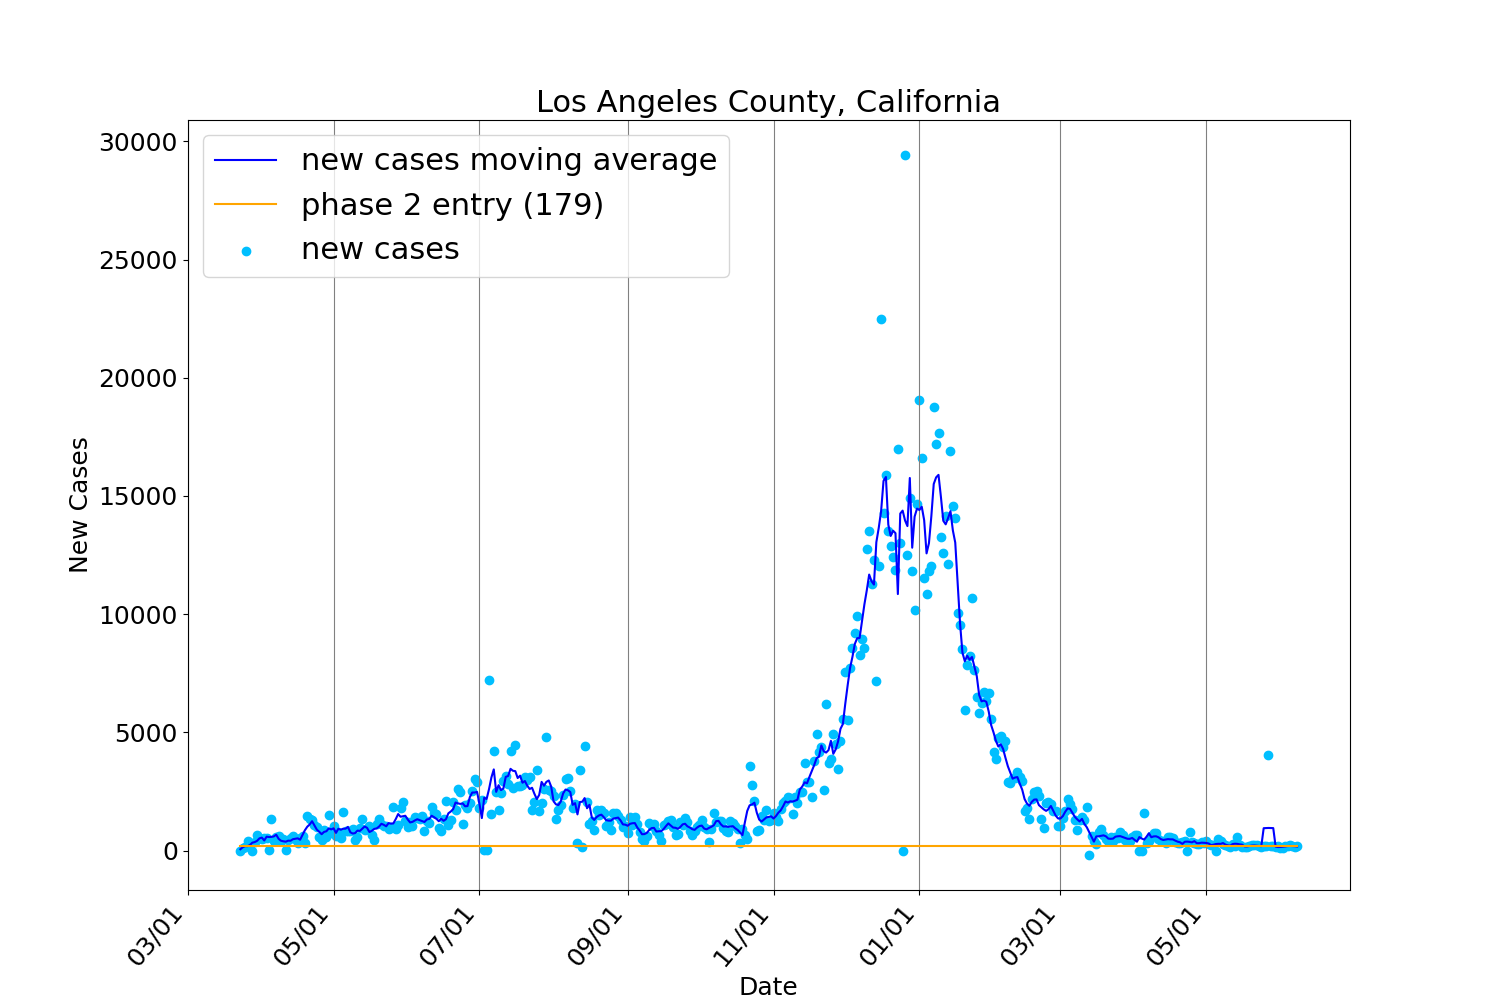 Los Angeles County, California
new cases moving average
phase 2 entry (179)
new cases
New Cases
30000
25000
20000
15000
10000
5000
0
03/01
05/01
07/01
09/01
11/01
01/01
03/01
05/01
Date